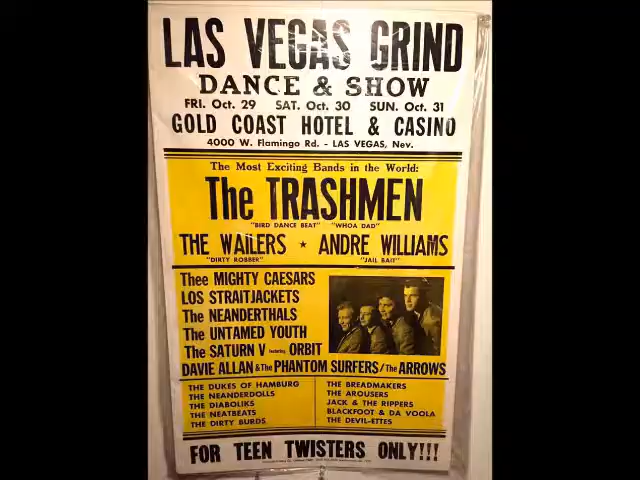 LAS VEGAS GRIND
DANCE & SHOW
FRI. Oct. 29 SAT. Oct. 30 SUN. Oct. 31
GOLD COAST HOTEL & CASINO
4000 W. Flamingo Rd. - LAS VEGAS, Nev.
The Most Exciting Bands in the World:
The TRASHMEN
"BIRD DANCE BEAT" "WHOA DAD"
THE WAILERS ★ ANDRE WILLIAMS
"DIRTY ROBBER" "JAIL BAIT"
Thee MIGHTY CAESARS
LOS STRAITJACKETS
The NEANDERTHALS
The UNTAMED YOUTH
The SATURN V featuring ORBIT
DAVIE ALLAN & The PHANTOM SURFERS / The ARROWS
THE DUKES OF HAMBURG
THE NEANDERDOLLS
THE DIABOLIKS
THE NEATBEATS
THE DIRTY BURDS
THE BREADMAKERS
THE AROUSERS
JACK & THE RIPPERS
BLACKFOOT & DA VOOLA
THE DEVIL-ETTES
FOR TEEN TWISTERS ONLY!!!